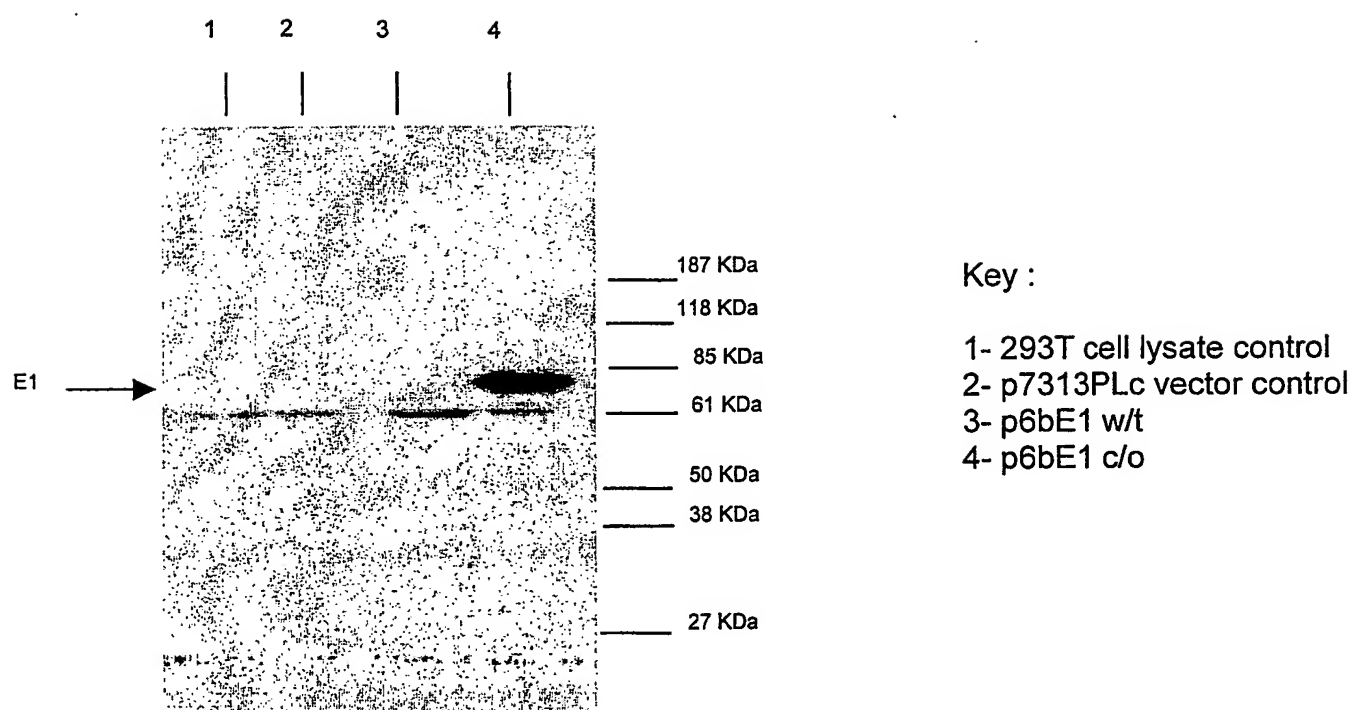 1 2 3 4
187 KDa
118 KDa
85 KDa
E1
61 KDa
50 KDa
38 KDa
27 KDa
Key :
1- 293T cell lysate control
2- p7313PLc vector control
3- p6bE1 w/t
4- p6bE1 c/o